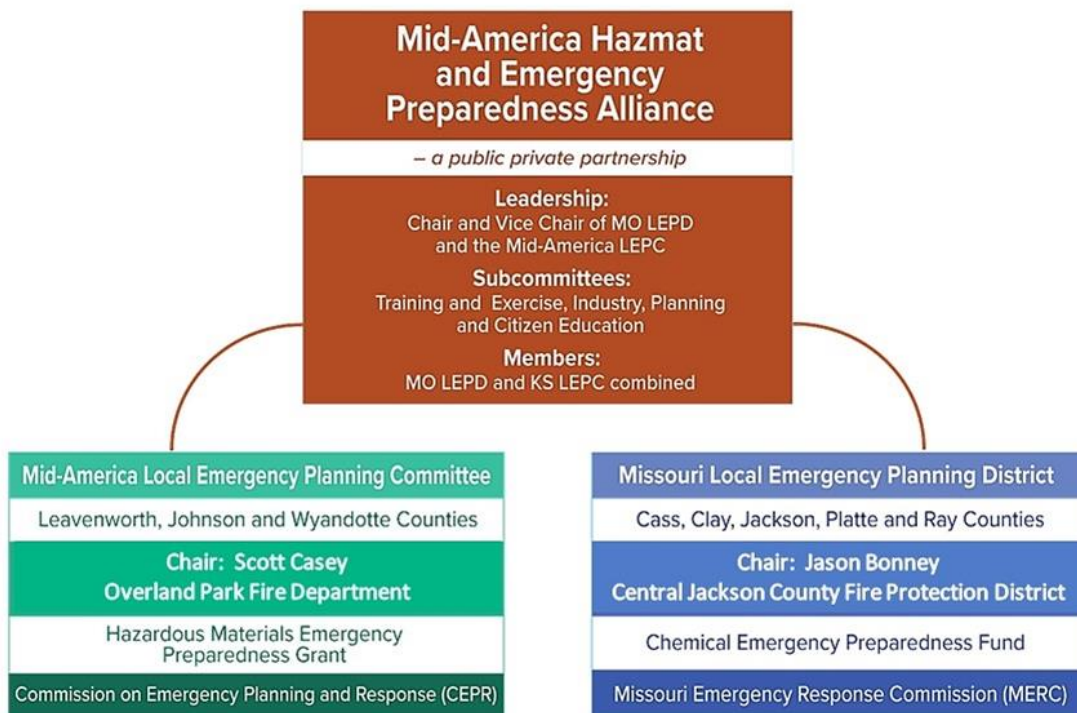 Mid-America Hazmat
and Emergency
Preparedness Alliance
– a public private partnership
Leadership:
Chair and Vice Chair of MO LEPD
and the Mid-America LEPC
Subcommittees:
Training and Exercise, Industry, Planning
and Citizen Education
Members:
MO LEPD and KS LEPC combined
Mid-America Local Emergency Planning Committee
Leavenworth, Johnson and Wyandotte Counties
Chair: Scott Casey
Overland Park Fire Department
Hazardous Materials Emergency
Preparedness Grant
Commission on Emergency Planning and Response (CEPR)
Missouri Local Emergency Planning District
Cass, Clay, Jackson, Platte and Ray Counties
Chair: Jason Bonney
Central Jackson County Fire Protection District
Chemical Emergency Preparedness Fund
Missouri Emergency Response Commission (MERC)